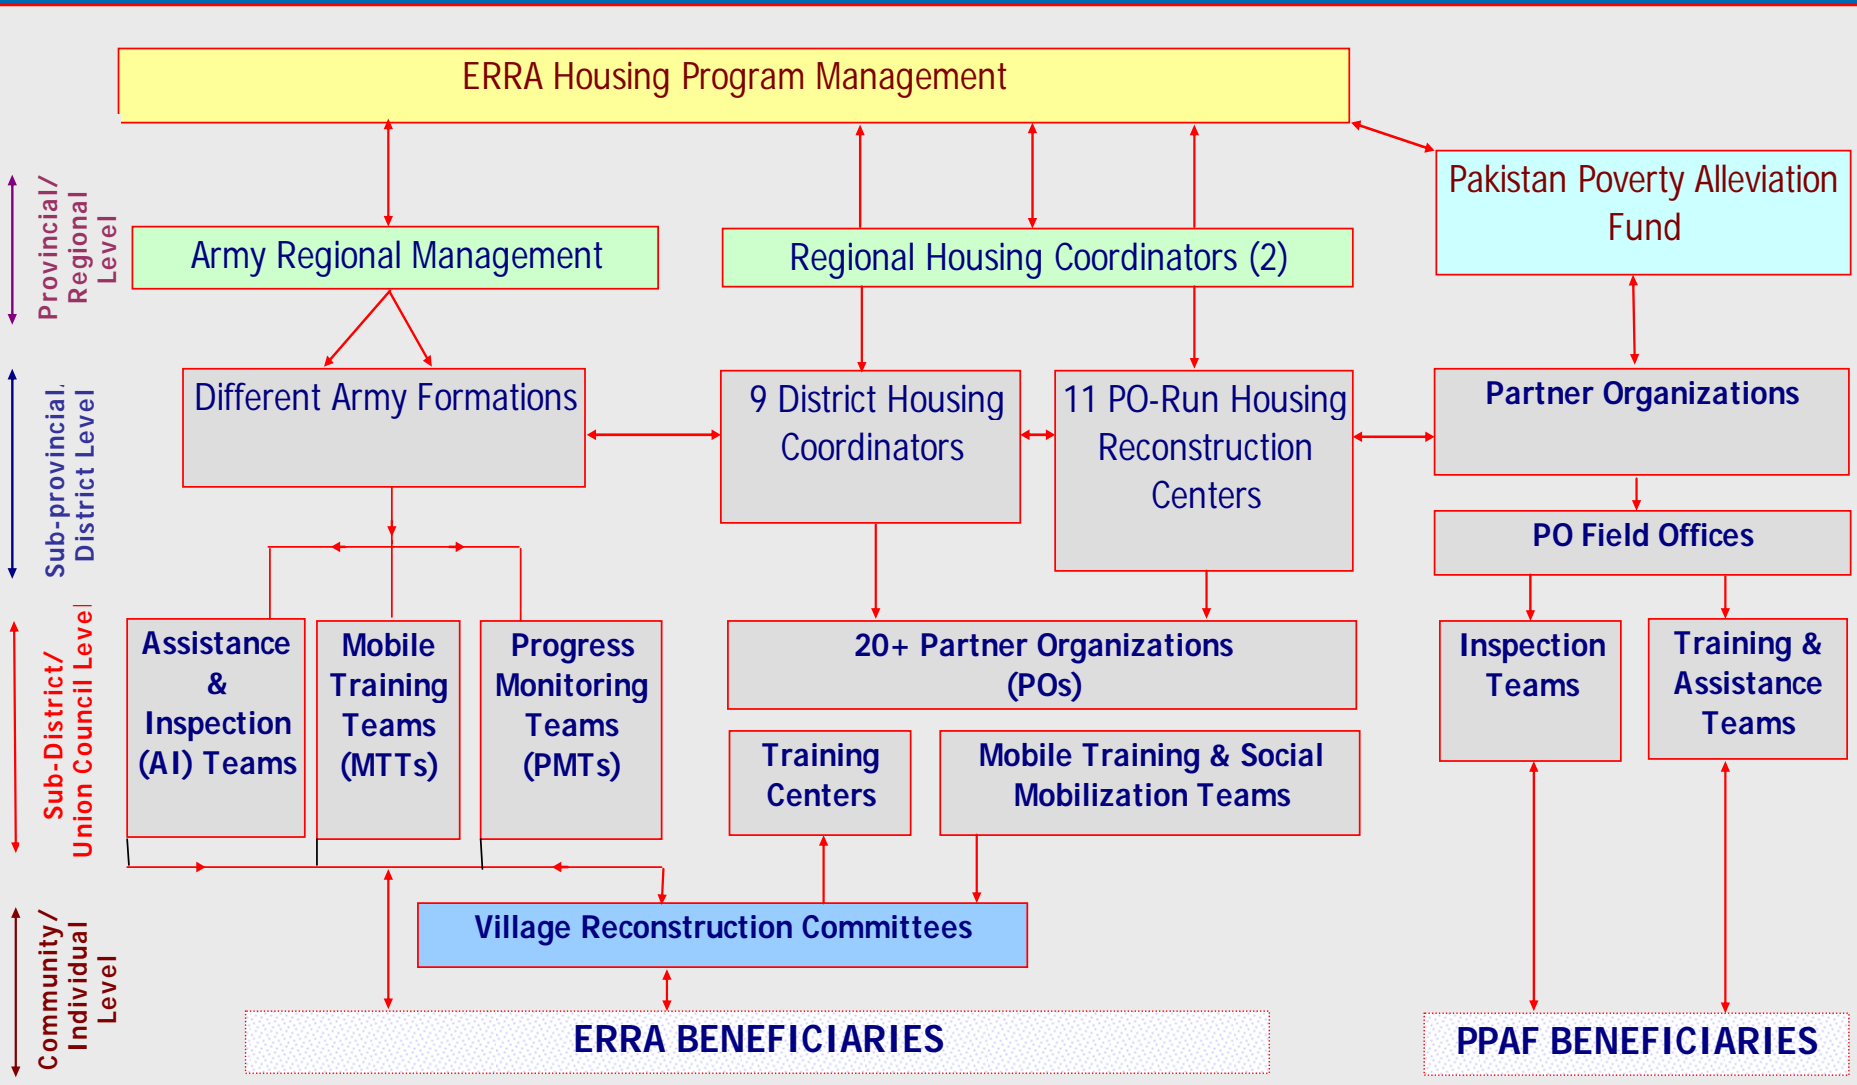 ERRA Housing Program Management
Provincial/
Regional
Level
Army Regional Management
Regional Housing Coordinators (2)
Pakistan Poverty Alleviation
Fund
Sub-provincial
District Level
Different Army Formations
9 District Housing
Coordinators
11 PO-Run Housing
Reconstruction
Centers
Partner Organizations
PO Field Offices
Sub-District/
Union Council Level
Assistance
&
Inspection
(AI) Teams
Mobile
Training
Teams
(MTTs)
Progress
Monitoring
Teams
(PMTs)
20+ Partner Organizations
(POs)
Training
Centers
Mobile Training & Social
Mobilization Teams
Inspection
Teams
Training &
Assistance
Teams
Community/
Individual
Level
Village Reconstruction Committees
ERRA BENEFICIARIES
PPAF BENEFICIARIES